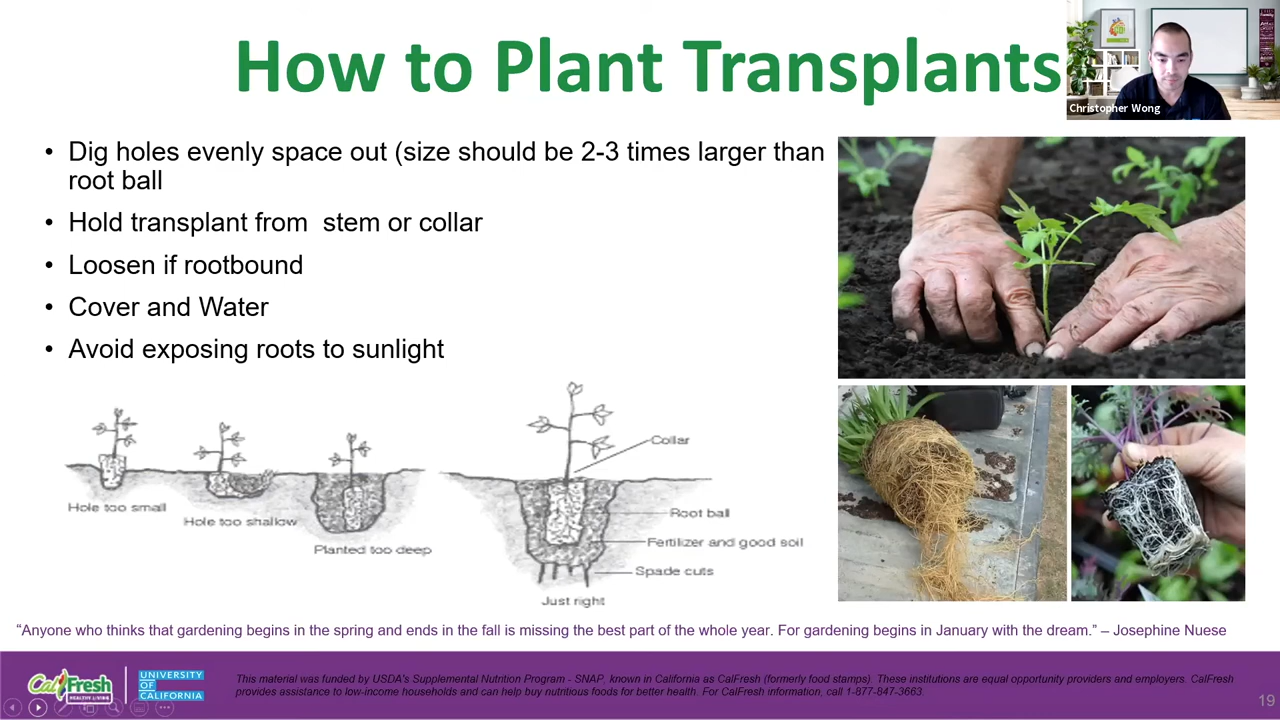 How to Plant Transplants
Christopher Wong
• Dig holes evenly space out (size should be 2-3 times larger than
root ball
• Hold transplant from  stem or collar
• Loosen if rootbound
• Cover and Water
• Avoid exposing roots to sunlight
Hole too small
Hole too shallow
Planted too deep
Collar
Root ball
Fertilizer and good soil
Spade cuts
Just right
“Anyone who thinks that gardening begins in the spring and ends in the fall is missing the best part of the whole year. For gardening begins in January with the dream.” – Josephine Nuese
CalFresh
HEALTHY LIVING
UNIVERSITY
OF
CALIFORNIA
This material was funded by USDA's Supplemental Nutrition Program - SNAP, known in California as CalFresh (formerly food stamps). These institutions are equal opportunity providers and employers. CalFresh
provides assistance to low-income households and can help buy nutritious foods for better health. For CalFresh information, call 1-877-847-3663.
19